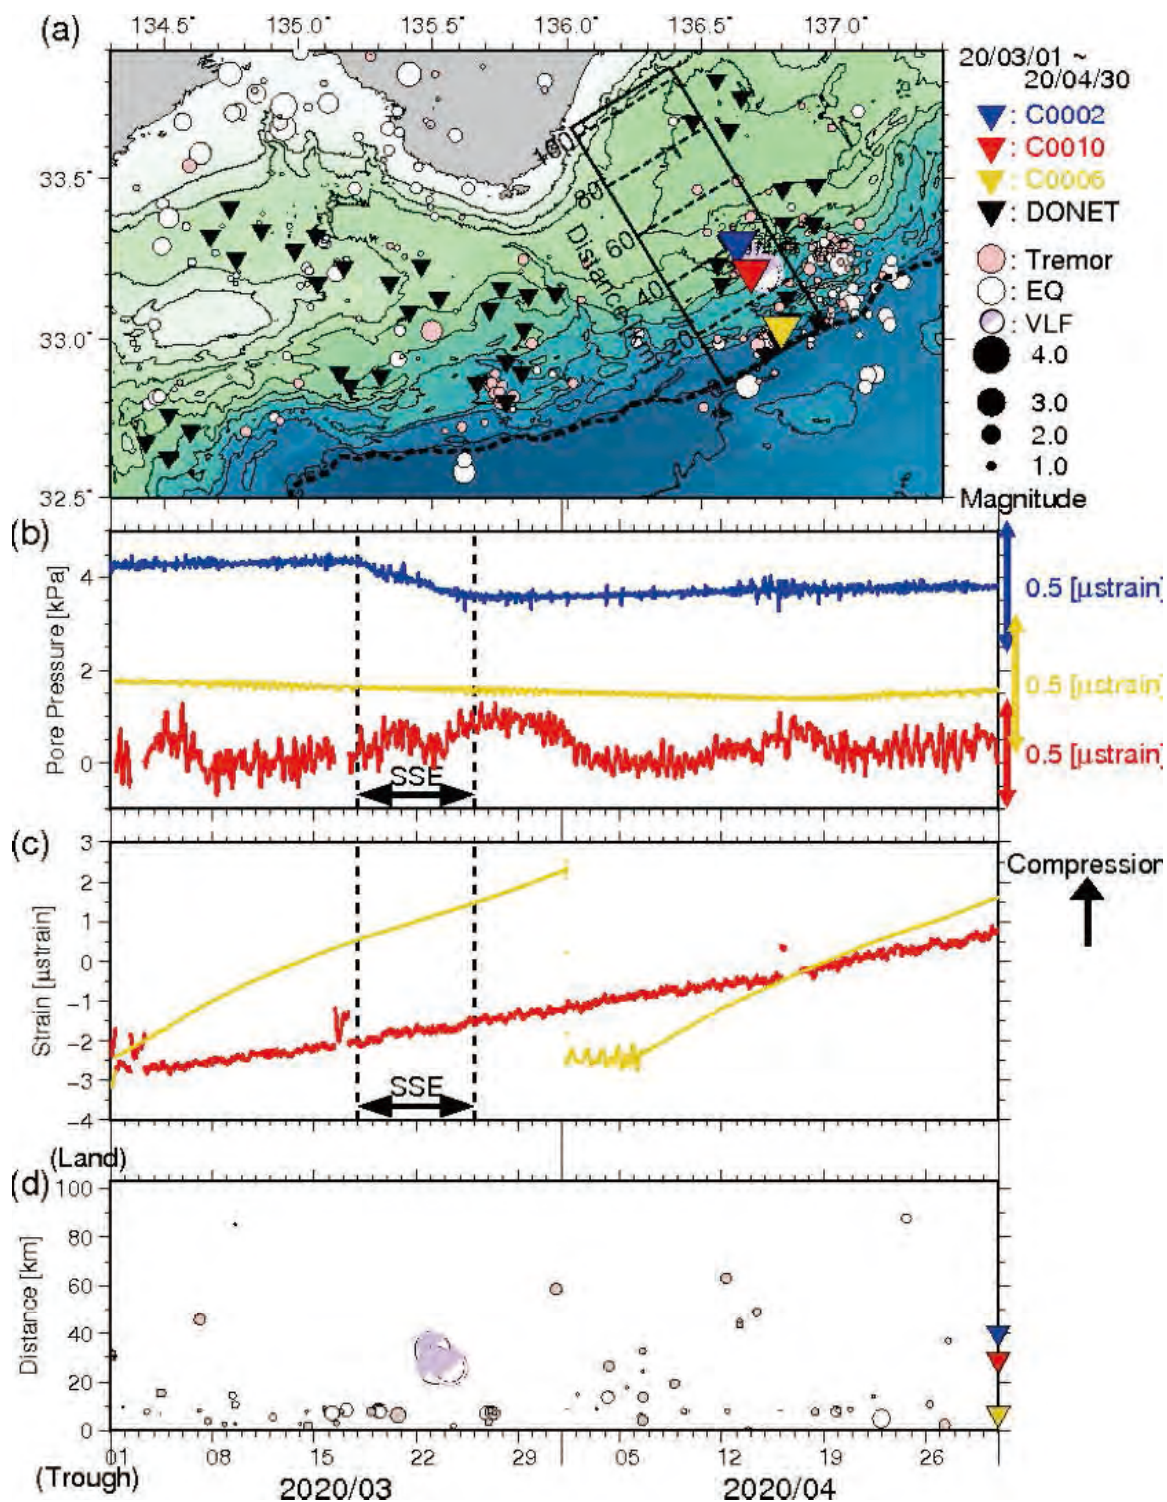 (a)
134.5° 135.0° 135.5° 136.0° 136.5° 137.0°
20/03/01 ~
20/04/30
: C0002
: C0010
: C0006
: DONET
: Tremor
: EQ
: VLF
4.0
3.0
2.0
1.0
Magnitude
33.5°
33.0°
32.5°
100
80
60
40
20
Distance
(b)
Pore Pressure [kPa]
4
2
0
SSE
0.5 [µstrain]
0.5 [µstrain]
0.5 [µstrain]
(c)
Strain [µstrain]
3
2
1
0
−1
−2
−3
−4
SSE
Compression
(Land)
(d)
Distance [km]
100
80
60
40
20
0
01 08 15 22 29 05 12 19 26
(Trough)
2020/03 2020/04